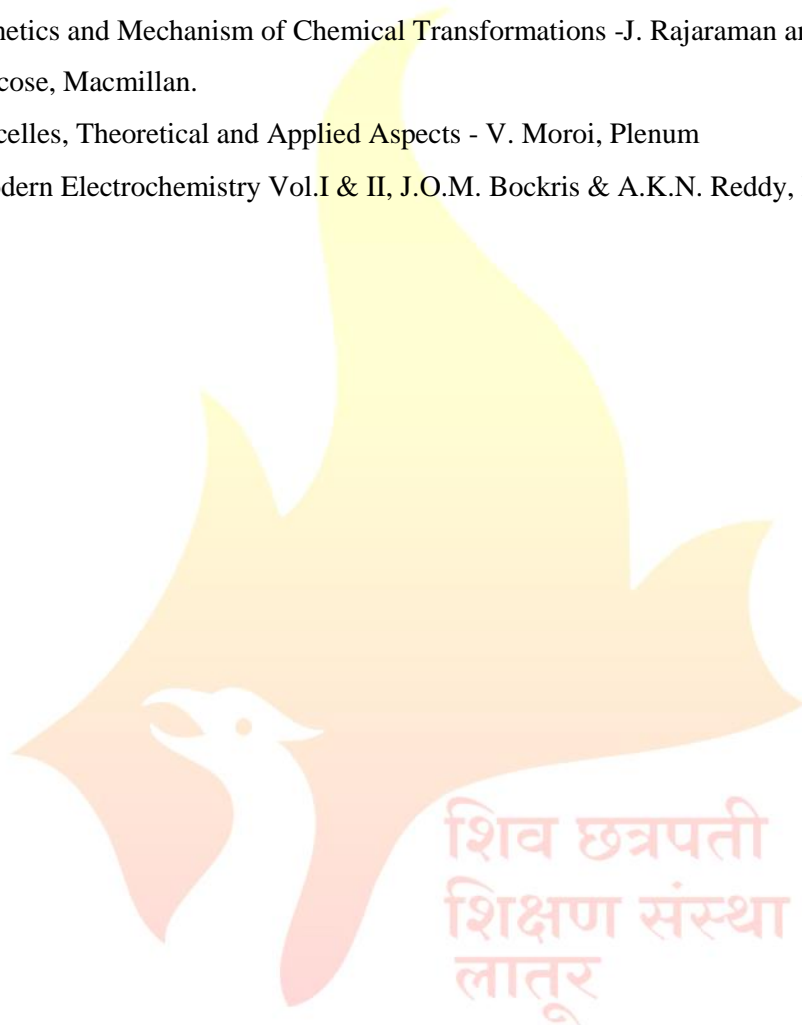 netics and Mechanism of Chemical Transformations -J. Rajaraman an
cose, Macmillan.
celles, Theoretical and Applied Aspects - V. Moroi, Plenum
dern Electrochemistry Vol.I & II, J.O.M. Bockris & A.K.N. Reddy,
शिव छत्रपती
शिक्षण संस्था
लातूर